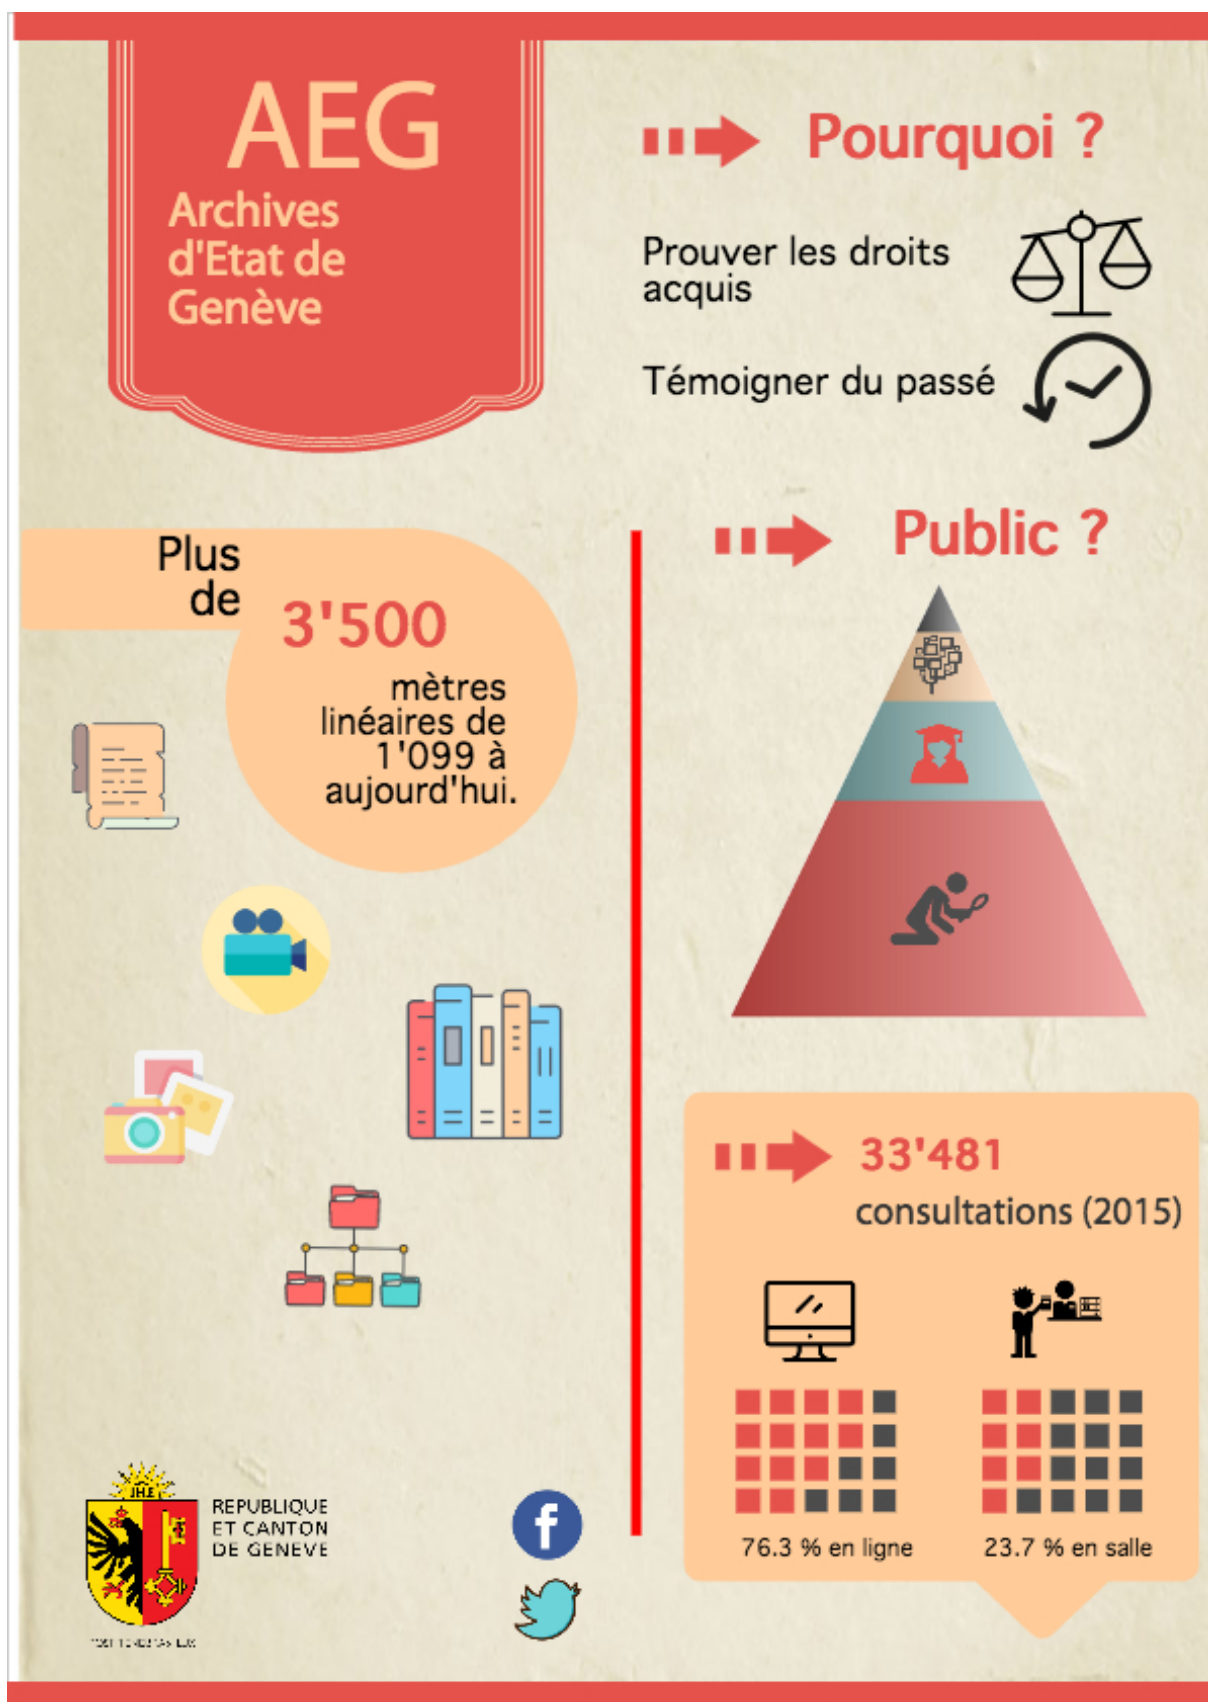 AEG
Archives
d'Etat de
Genève
Pourquoi ?
Prouver les droits
acquis
Témoigner du passé
Plus
de
3'500
mètres
linéaires de
1'099 à
aujourd'hui.
Public ?
33'481
consultations (2015)
76.3 % en ligne
23.7 % en salle
REPUBLIQUE
ET CANTON
DE GENEVE